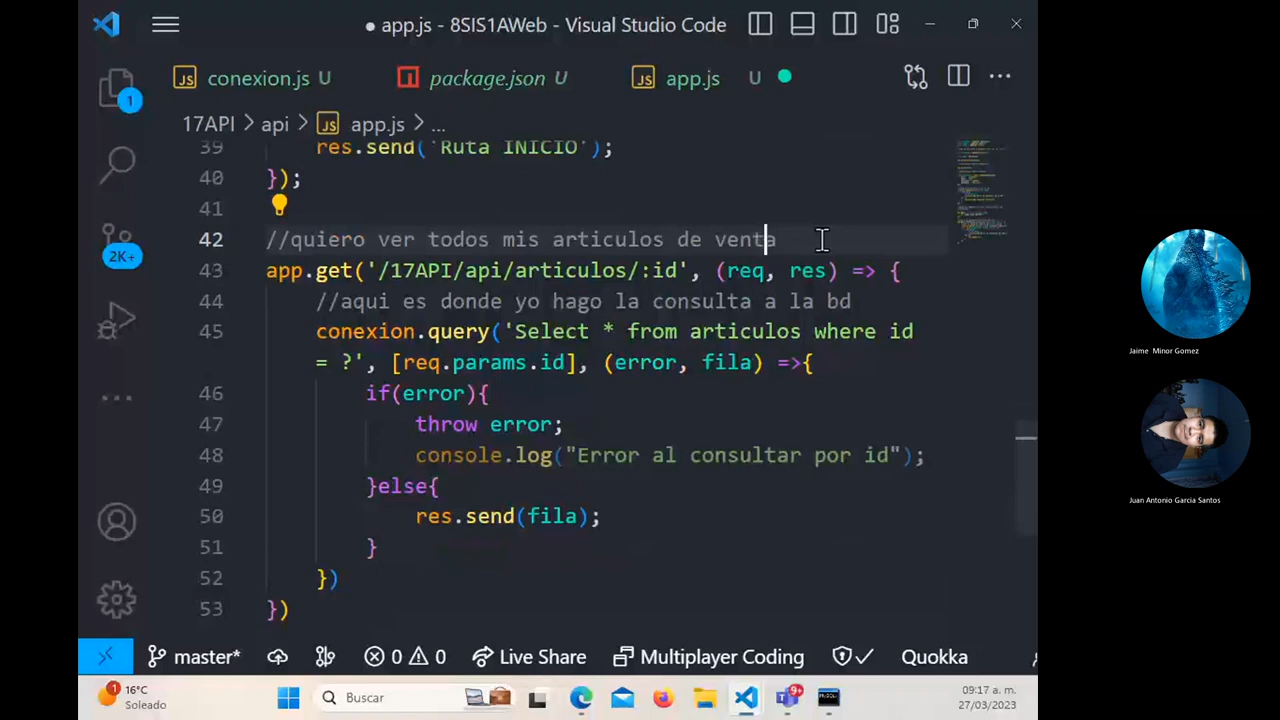 app.js - 8SIS1AWeb - Visual Studio Code
JS conexion.js U package.json U JS app.js U
17API > api > JS app.js > ...
1
2K+
39 res.send('Ruta INICIO');
40 });
41
42 //quiero ver todos mis articulos de venta
43 app.get('/17API/api/articulos/:id', (req, res) => {
44 //aqui es donde yo hago la consulta a la bd
45 conexion.query('Select * from articulos where id
= ?', [req.params.id], (error, fila) =>{
46 if(error){
47 throw error;
48 console.log("Error al consultar por id");
49 }else{
50 res.send(fila);
51 }
52 })
53 })
master* 0 0 Live Share Multiplayer Coding Quokka
1 16°C
Soleado
Buscar
9+
09:17 a. m.
27/03/2023
Jaime Minor Gomez
Juan Antonio Garcia Santos